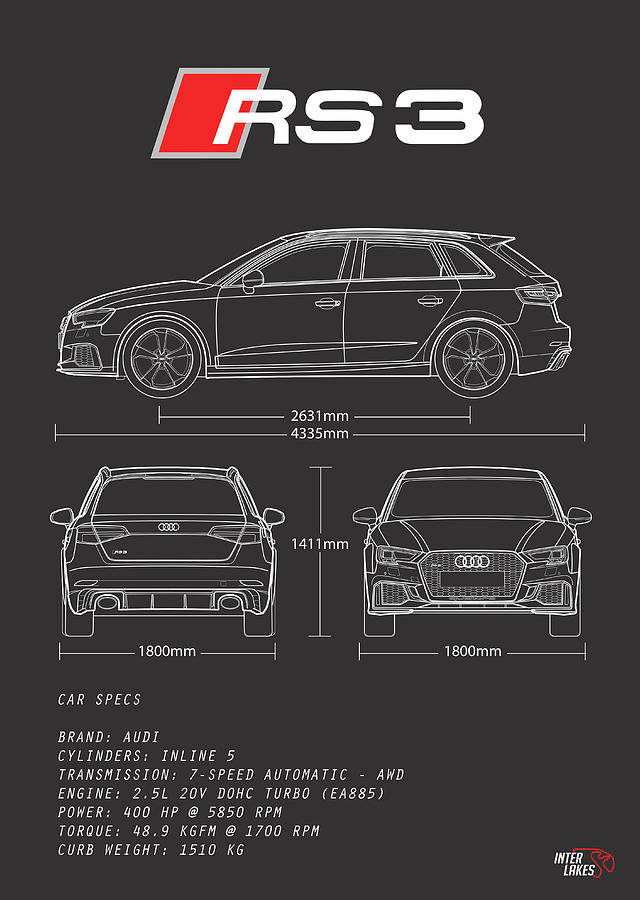 RS 3
2631mm
4335mm
RS3
1411mm
1800mm
1800mm
CAR SPECS
BRAND: AUDI
CYLINDERS: INLINE 5
TRANSMISSION: 7-SPEED AUTOMATIC - AWD
ENGINE: 2.5L 20V DOHC TURBO (EA885)
POWER: 400 HP @ 5850 RPM
TORQUE: 48.9 KGFM @ 1700 RPM
CURB WEIGHT: 1510 KG
INTER
LAKES